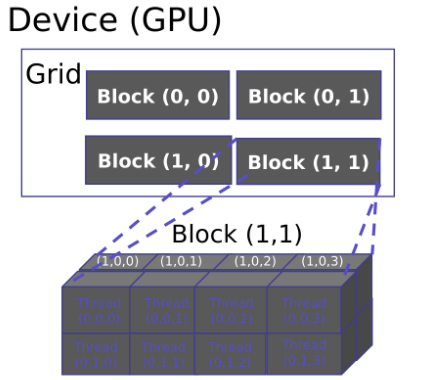 Device (GPU)
Grid
Block (0, 0)
Block (0, 1)
Block (1, 0)
Block (1, 1)
Block (1,1)
(1,0,0)
(1,0,1)
(1,0,2)
(1,0,3)
Thread
(0,0,0)
Thread
(0,0,1)
Thread
(0,0,2)
Thread
(0,0,3)
Thread
(0,1,0)
Thread
(0,1,1)
Thread
(0,1,2)
Thread
(0,1,3)